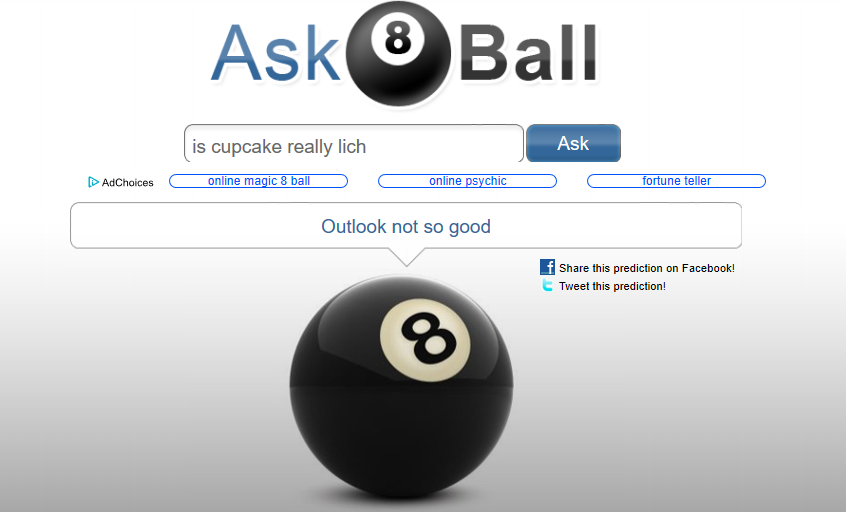 Ask 8 Ball
is cupcake really lich
Ask
AdChoices
online magic 8 ball
online psychic
fortune teller
Outlook not so good
f Share this prediction on Facebook!
t Tweet this prediction!
8